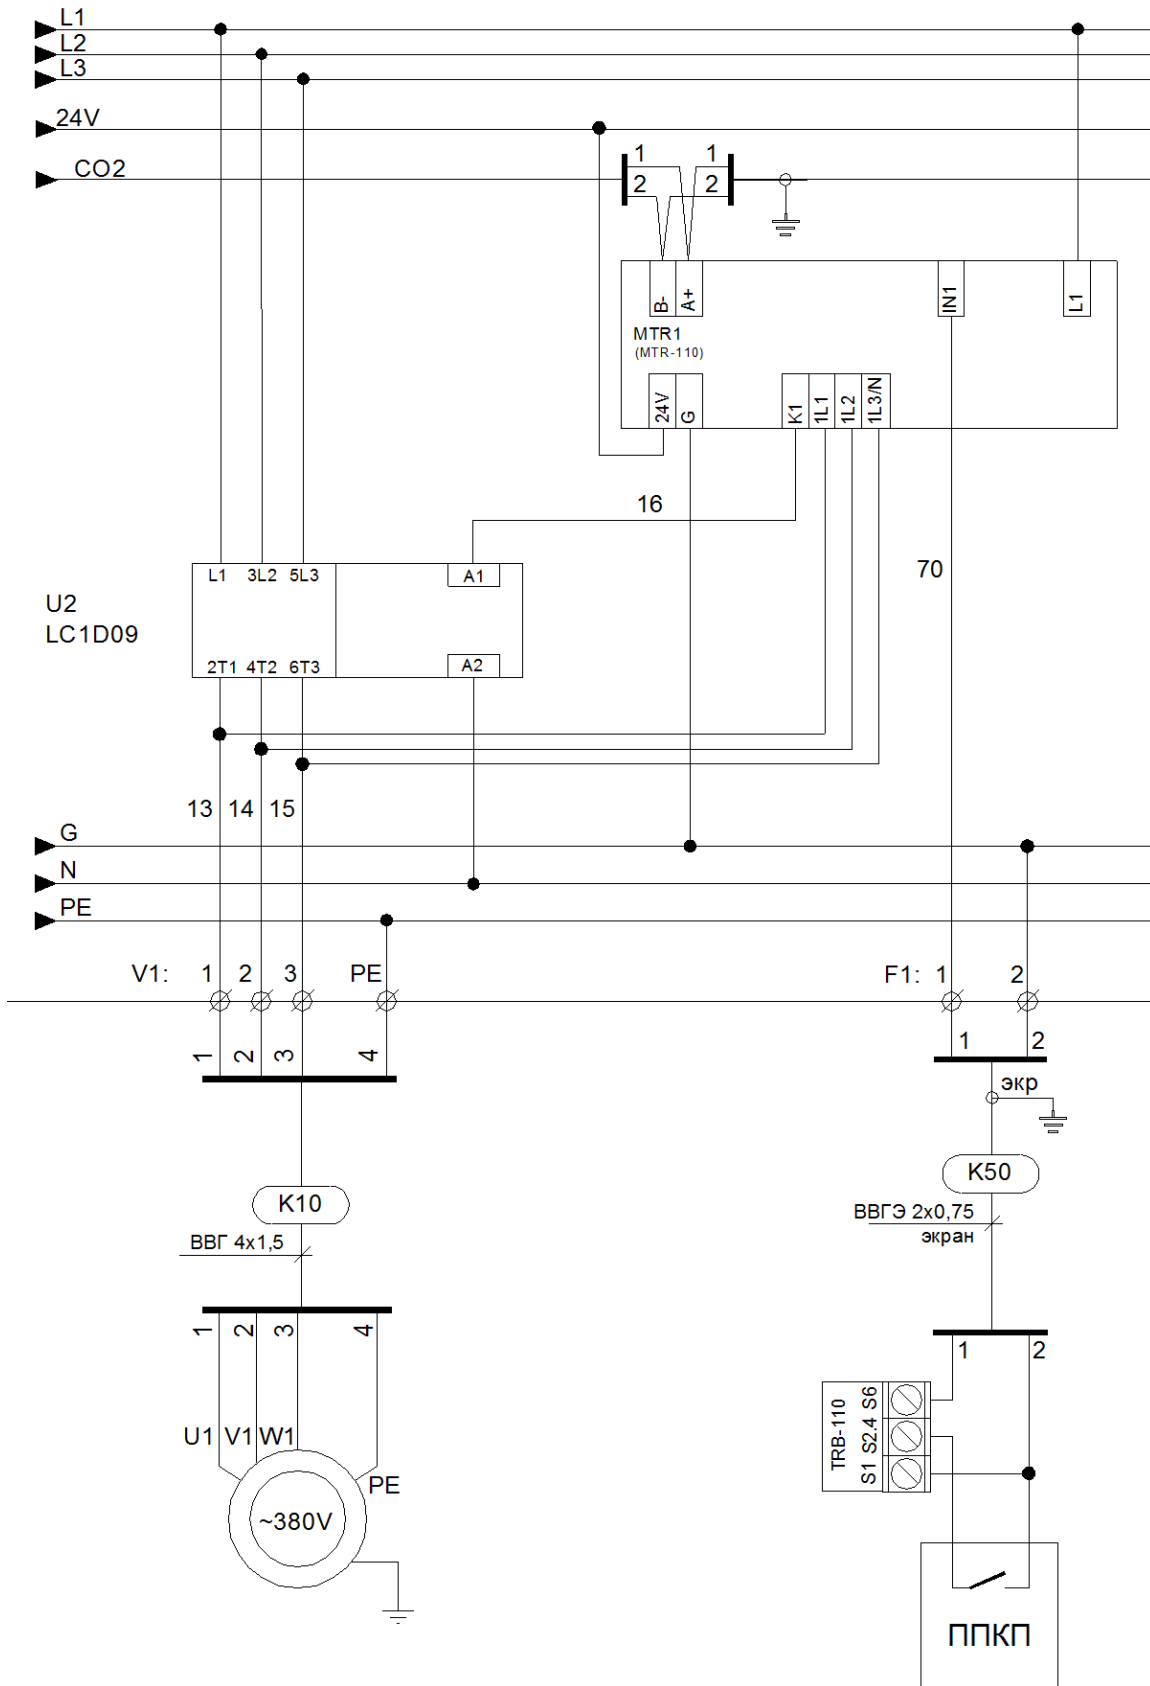 L1
L2
L3
24V
CO2
1 1
2 2
B- A+ IN1 L1
MTR1
(MTR-110)
24V G K1 1L1 1L2 1L3/N
16
70
L1 3L2 5L3 A1
U2
LC1D09
2T1 4T2 6T3 A2
13 14 15
G
N
PE
V1: 1 2 3 PE F1: 1 2
1 2 3 4 1 2
экр
K50
K10
ВВГЭ 2x0,75
экран
ВВГ 4x1,5
1 2 3 4
1 2
TRB-110
S1 S2.4 S6
U1 V1 W1
PE
~380V
ППКП